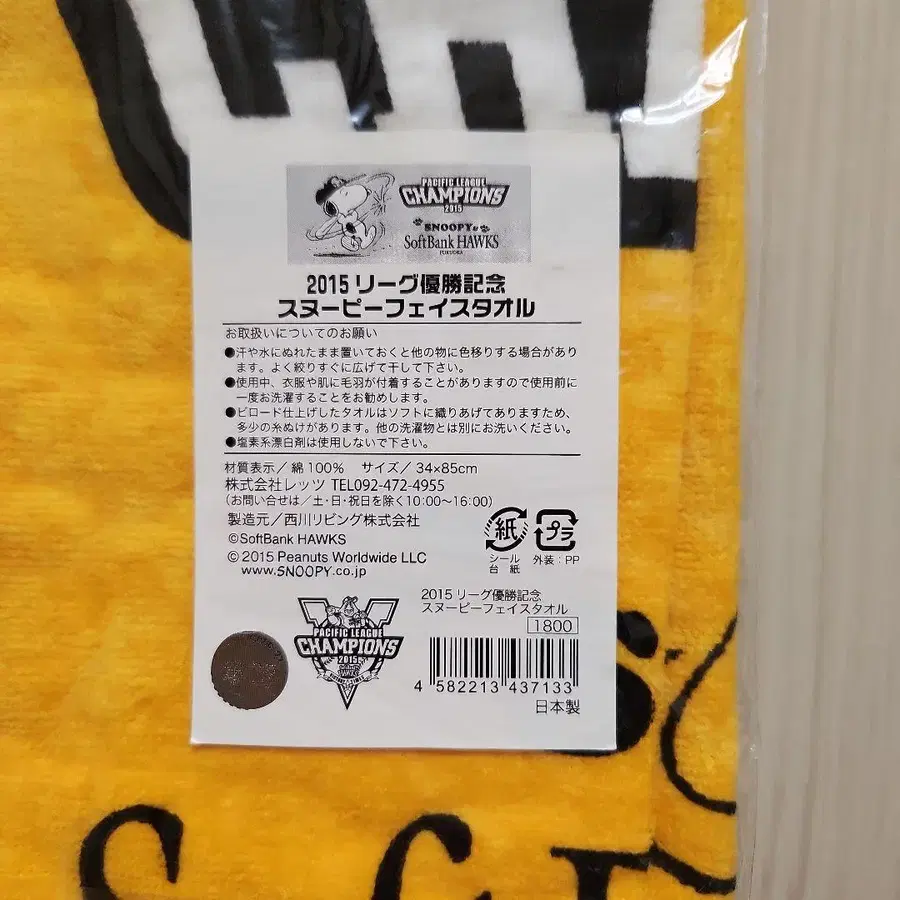 PACIFIC LEAGUE
CHAMPIONS
2015
SNOOPY &
SoftBank HAWKS
FUKUOKA
2015 リーグ優勝記念
スヌーピーフェイスタオル
お取扱いについてのお願い
●汗や水にぬれたまま置いておくと他の物に色移りする場合があり
ます。よく絞りすぐに広げて干して下さい。
●使用中、衣服や肌に毛羽が付着することがありますので使用前に
一度お洗濯することをお勧めします。
●ビロード仕上げしたタオルはソフトに織りあげてありますため、
多少の糸ぬけがあります。他の洗濯物とは別にお洗いください。
●塩素系漂白剤は使用しないで下さい。
材質表示／綿100% サイズ／34×85cm
株式会社レッツ TEL092-472-4955
(お問い合せは／土・日・祝日を除く10:00〜16:00)
製造元／西川リビング株式会社
©SoftBank HAWKS
©2015 Peanuts Worldwide LLC
www.SNOOPY.co.jp
紙
プラ
シール
台紙
外装:PP
2015 リーグ優勝記念
スヌーピーフェイスタオル
1800
PACIFIC LEAGUE
CHAMPIONS
2015
4 582213 437133
日本製